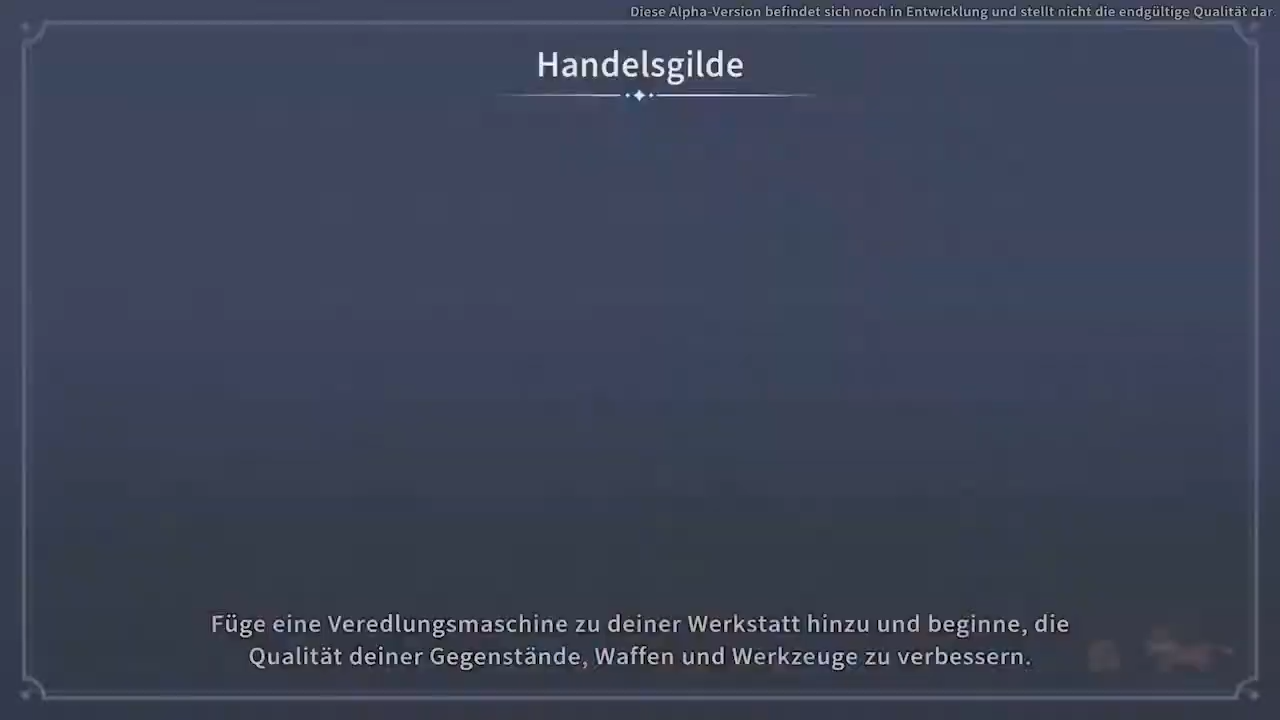 Diese Alpha-Version befindet sich noch in Entwicklung und stellt nicht die endgültige Qualität dar
Handelsgilde
Füge eine Veredlungsmaschine zu deiner Werkstatt hinzu und beginne, die
Qualität deiner Gegenstände, Waffen und Werkzeuge zu verbessern.